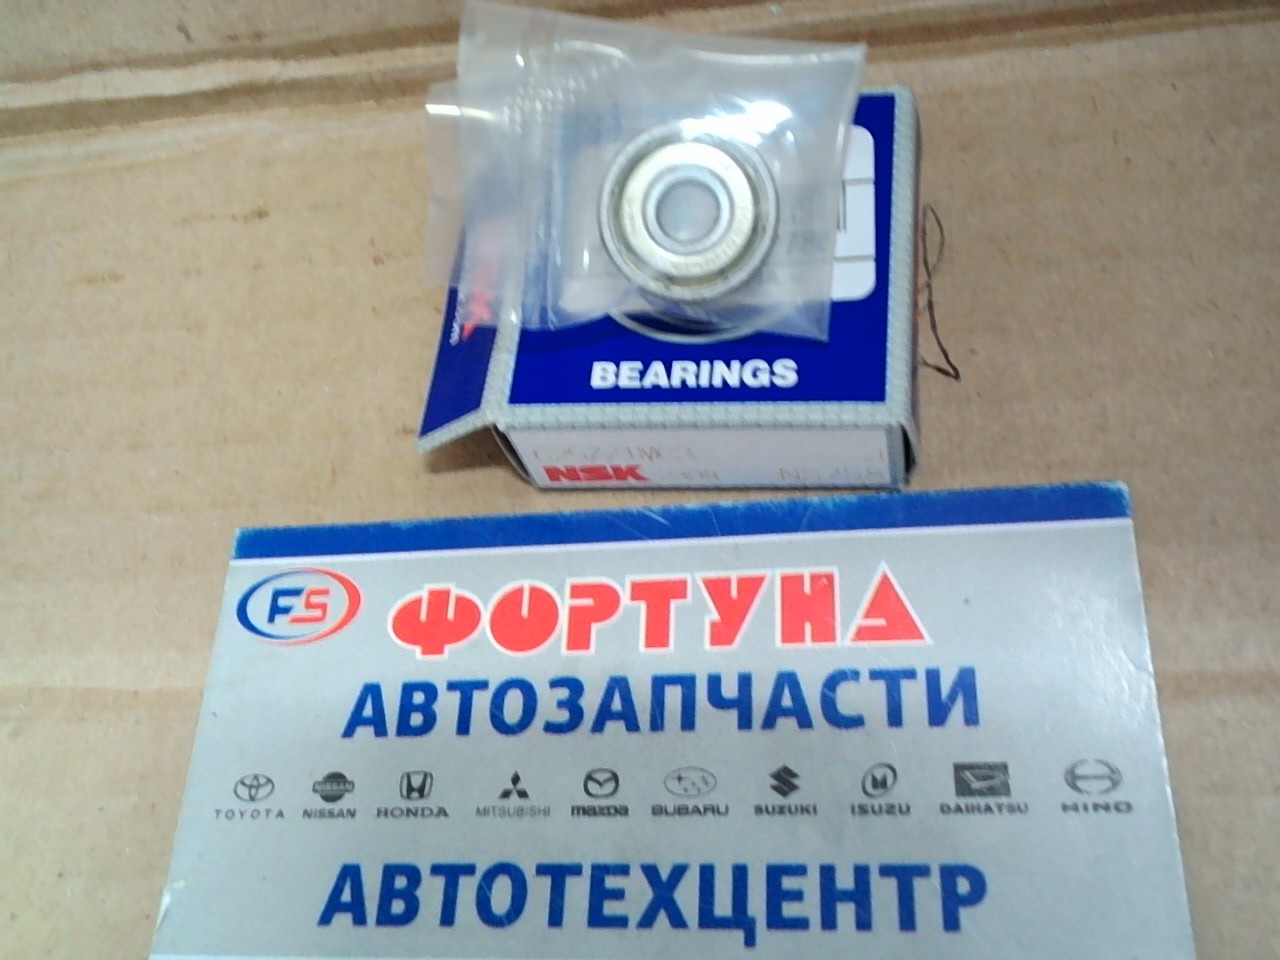 BEARINGS
NSK
FS ФОРТУНА
АВТОЗАПЧАСТИ
TOYOTA NISSAN HONDA MITSUBISHI mazda SUBARU SUZUKI ISUZU DAIHATSU HINO
АВТОТЕХЦЕНТР